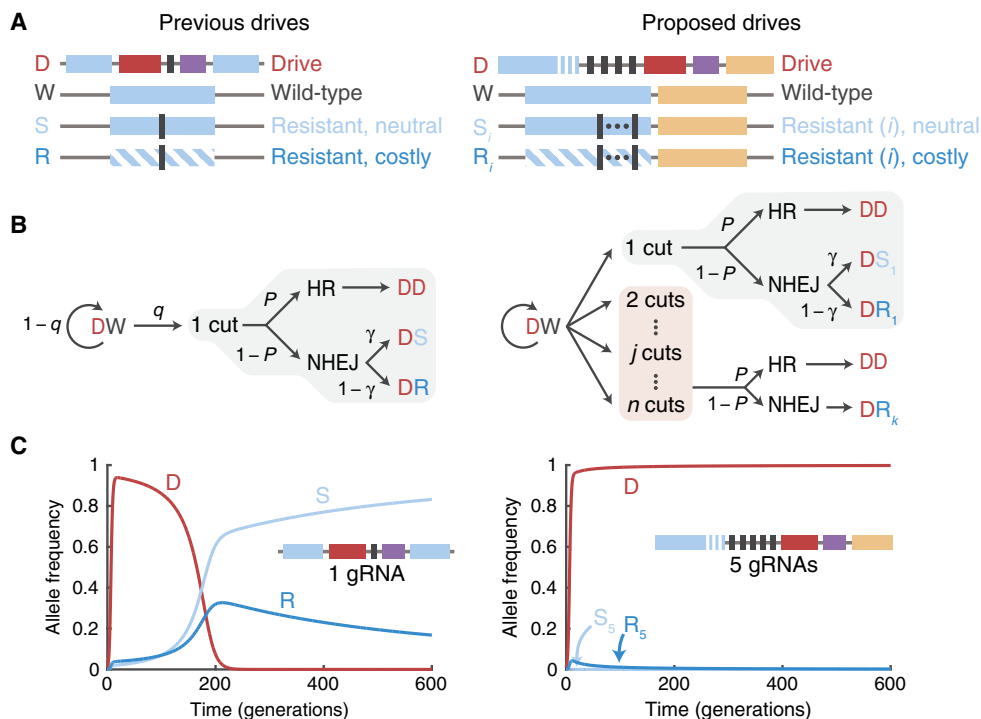 A
Previous drives
D Drive
W Wild-type
S Resistant, neutral
R Resistant, costly
Proposed drives
D Drive
W Wild-type
Si Resistant (i), neutral
Ri Resistant (i), costly
B
1 – q
DW
q
1 cut
P
HR
DD
1 – P
NHEJ
γ
DS
1 – γ
DR
DW
1 cut
P
HR
DD
1 – P
NHEJ
γ
DS1
1 – γ
DR1
2 cuts
j cuts
n cuts
P
HR
DD
1 – P
NHEJ
DRk
C
Allele frequency
1
0.8
0.6
0.4
0.2
0
D
S
R
1 gRNA
0 200 400 600
Time (generations)
Allele frequency
1
0.8
0.6
0.4
0.2
0
D
5 gRNAs
S5
R5
0 200 400 600
Time (generations)